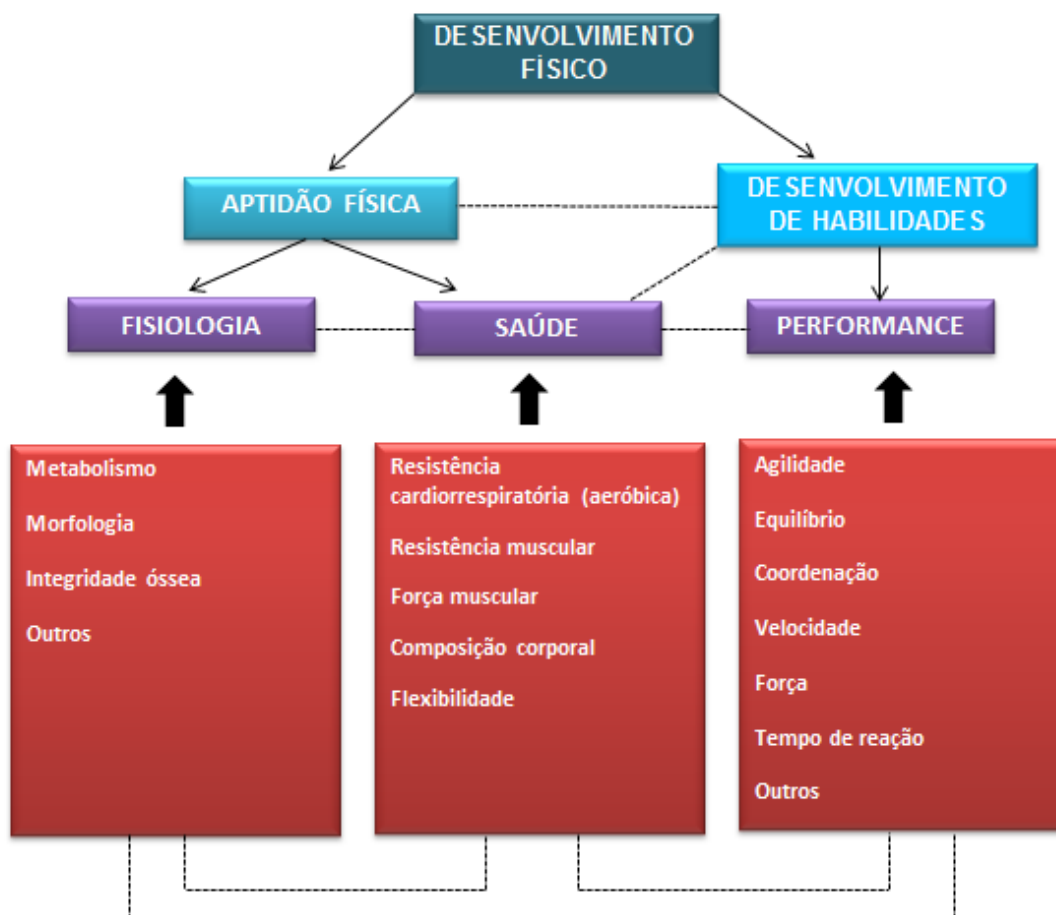 DESENVOLVIMENTO
FÍSICO
APTIDÃO FÍSICA
DESENVOLVIMENTO
DE HABILIDADES
FISIOLOGIA
SAÚDE
PERFORMANCE
Metabolismo
Morfologia
Integridade óssea
Outros
Resistência
cardiorrespiratória (aeróbica)
Resistência muscular
Força muscular
Composição corporal
Flexibilidade
Agilidade
Equilíbrio
Coordenação
Velocidade
Força
Tempo de reação
Outros